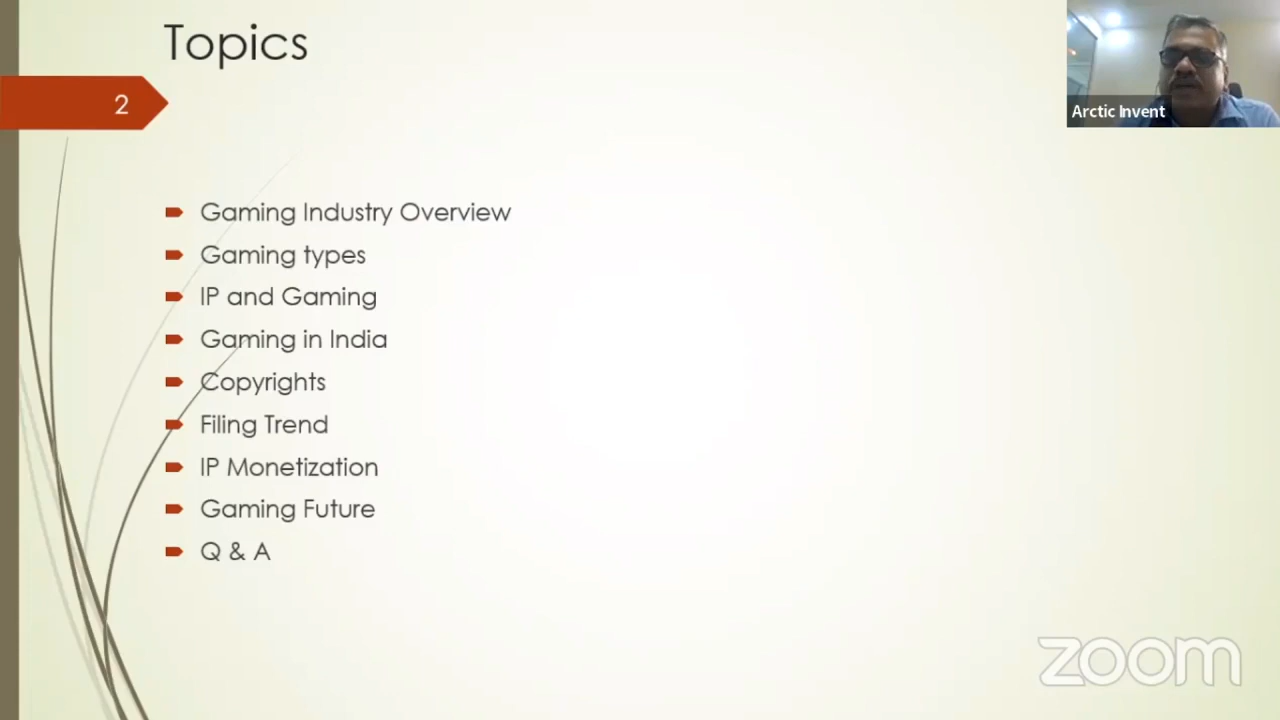 Topics
2
Arctic Invent
Gaming Industry Overview
Gaming types
IP and Gaming
Gaming in India
Copyrights
Filing Trend
IP Monetization
Gaming Future
Q & A
zoom